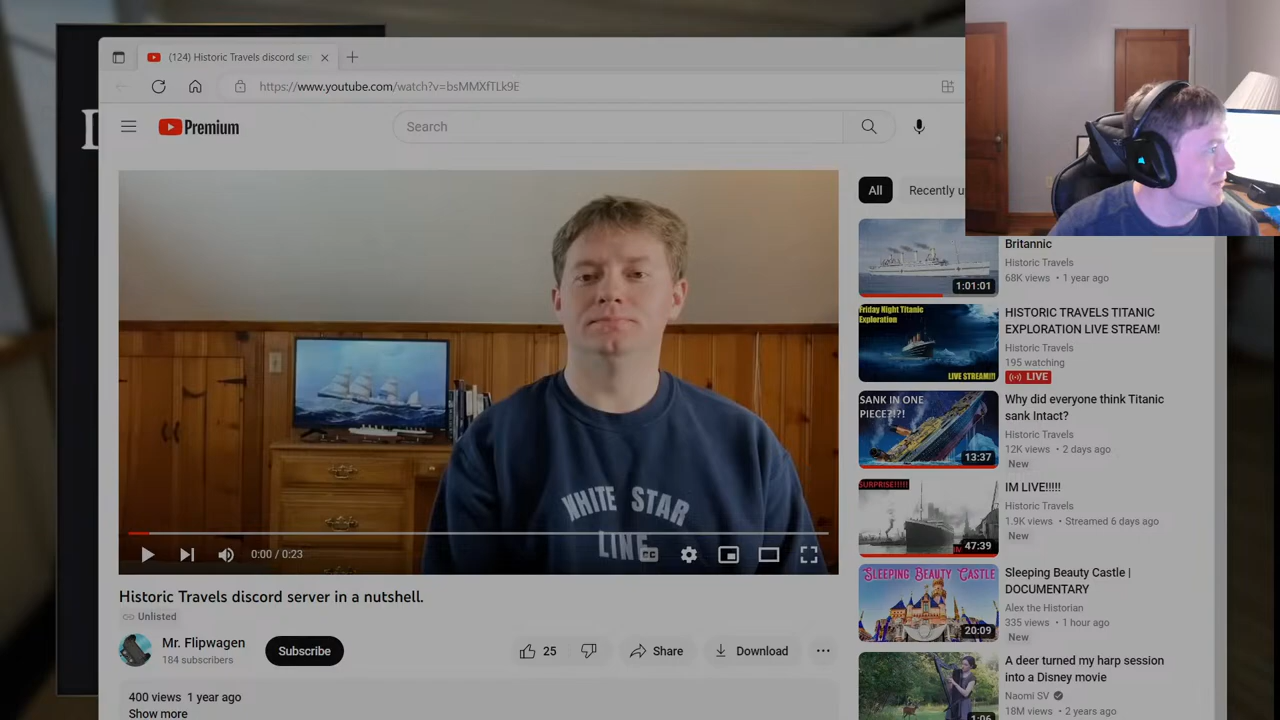 (124) Historic Travels discord ser
https://www.youtube.com/watch?v=bsMMXfTLk9E
Premium
Search
All
Recently u
WHITE STAR
LINE
CC
0:00 / 0:23
Historic Travels discord server in a nutshell.
Unlisted
Mr. Flipwagen
184 subscribers
Subscribe
25
Share
Download
400 views 1 year ago
Show more
1:01:01
Britannic
Historic Travels
68K views • 1 year ago
Friday Night Titanic
Exploration
LIVE STREAM!!!
HISTORIC TRAVELS TITANIC
EXPLORATION LIVE STREAM!
Historic Travels
195 watching
LIVE
SANK IN ONE
PIECE?!?!
13:37
Why did everyone think Titanic
sank Intact?
Historic Travels
12K views • 2 days ago
New
SURPRISE!!!!!
47:39
IM LIVE!!!!!
Historic Travels
1.9K views • Streamed 6 days ago
New
SLEEPING BEAUTY CASTLE
20:09
Sleeping Beauty Castle |
DOCUMENTARY
Alex the Historian
335 views • 1 hour ago
New
1:06
A deer turned my harp session
into a Disney movie
Naomi SV
18M views • 2 years ago